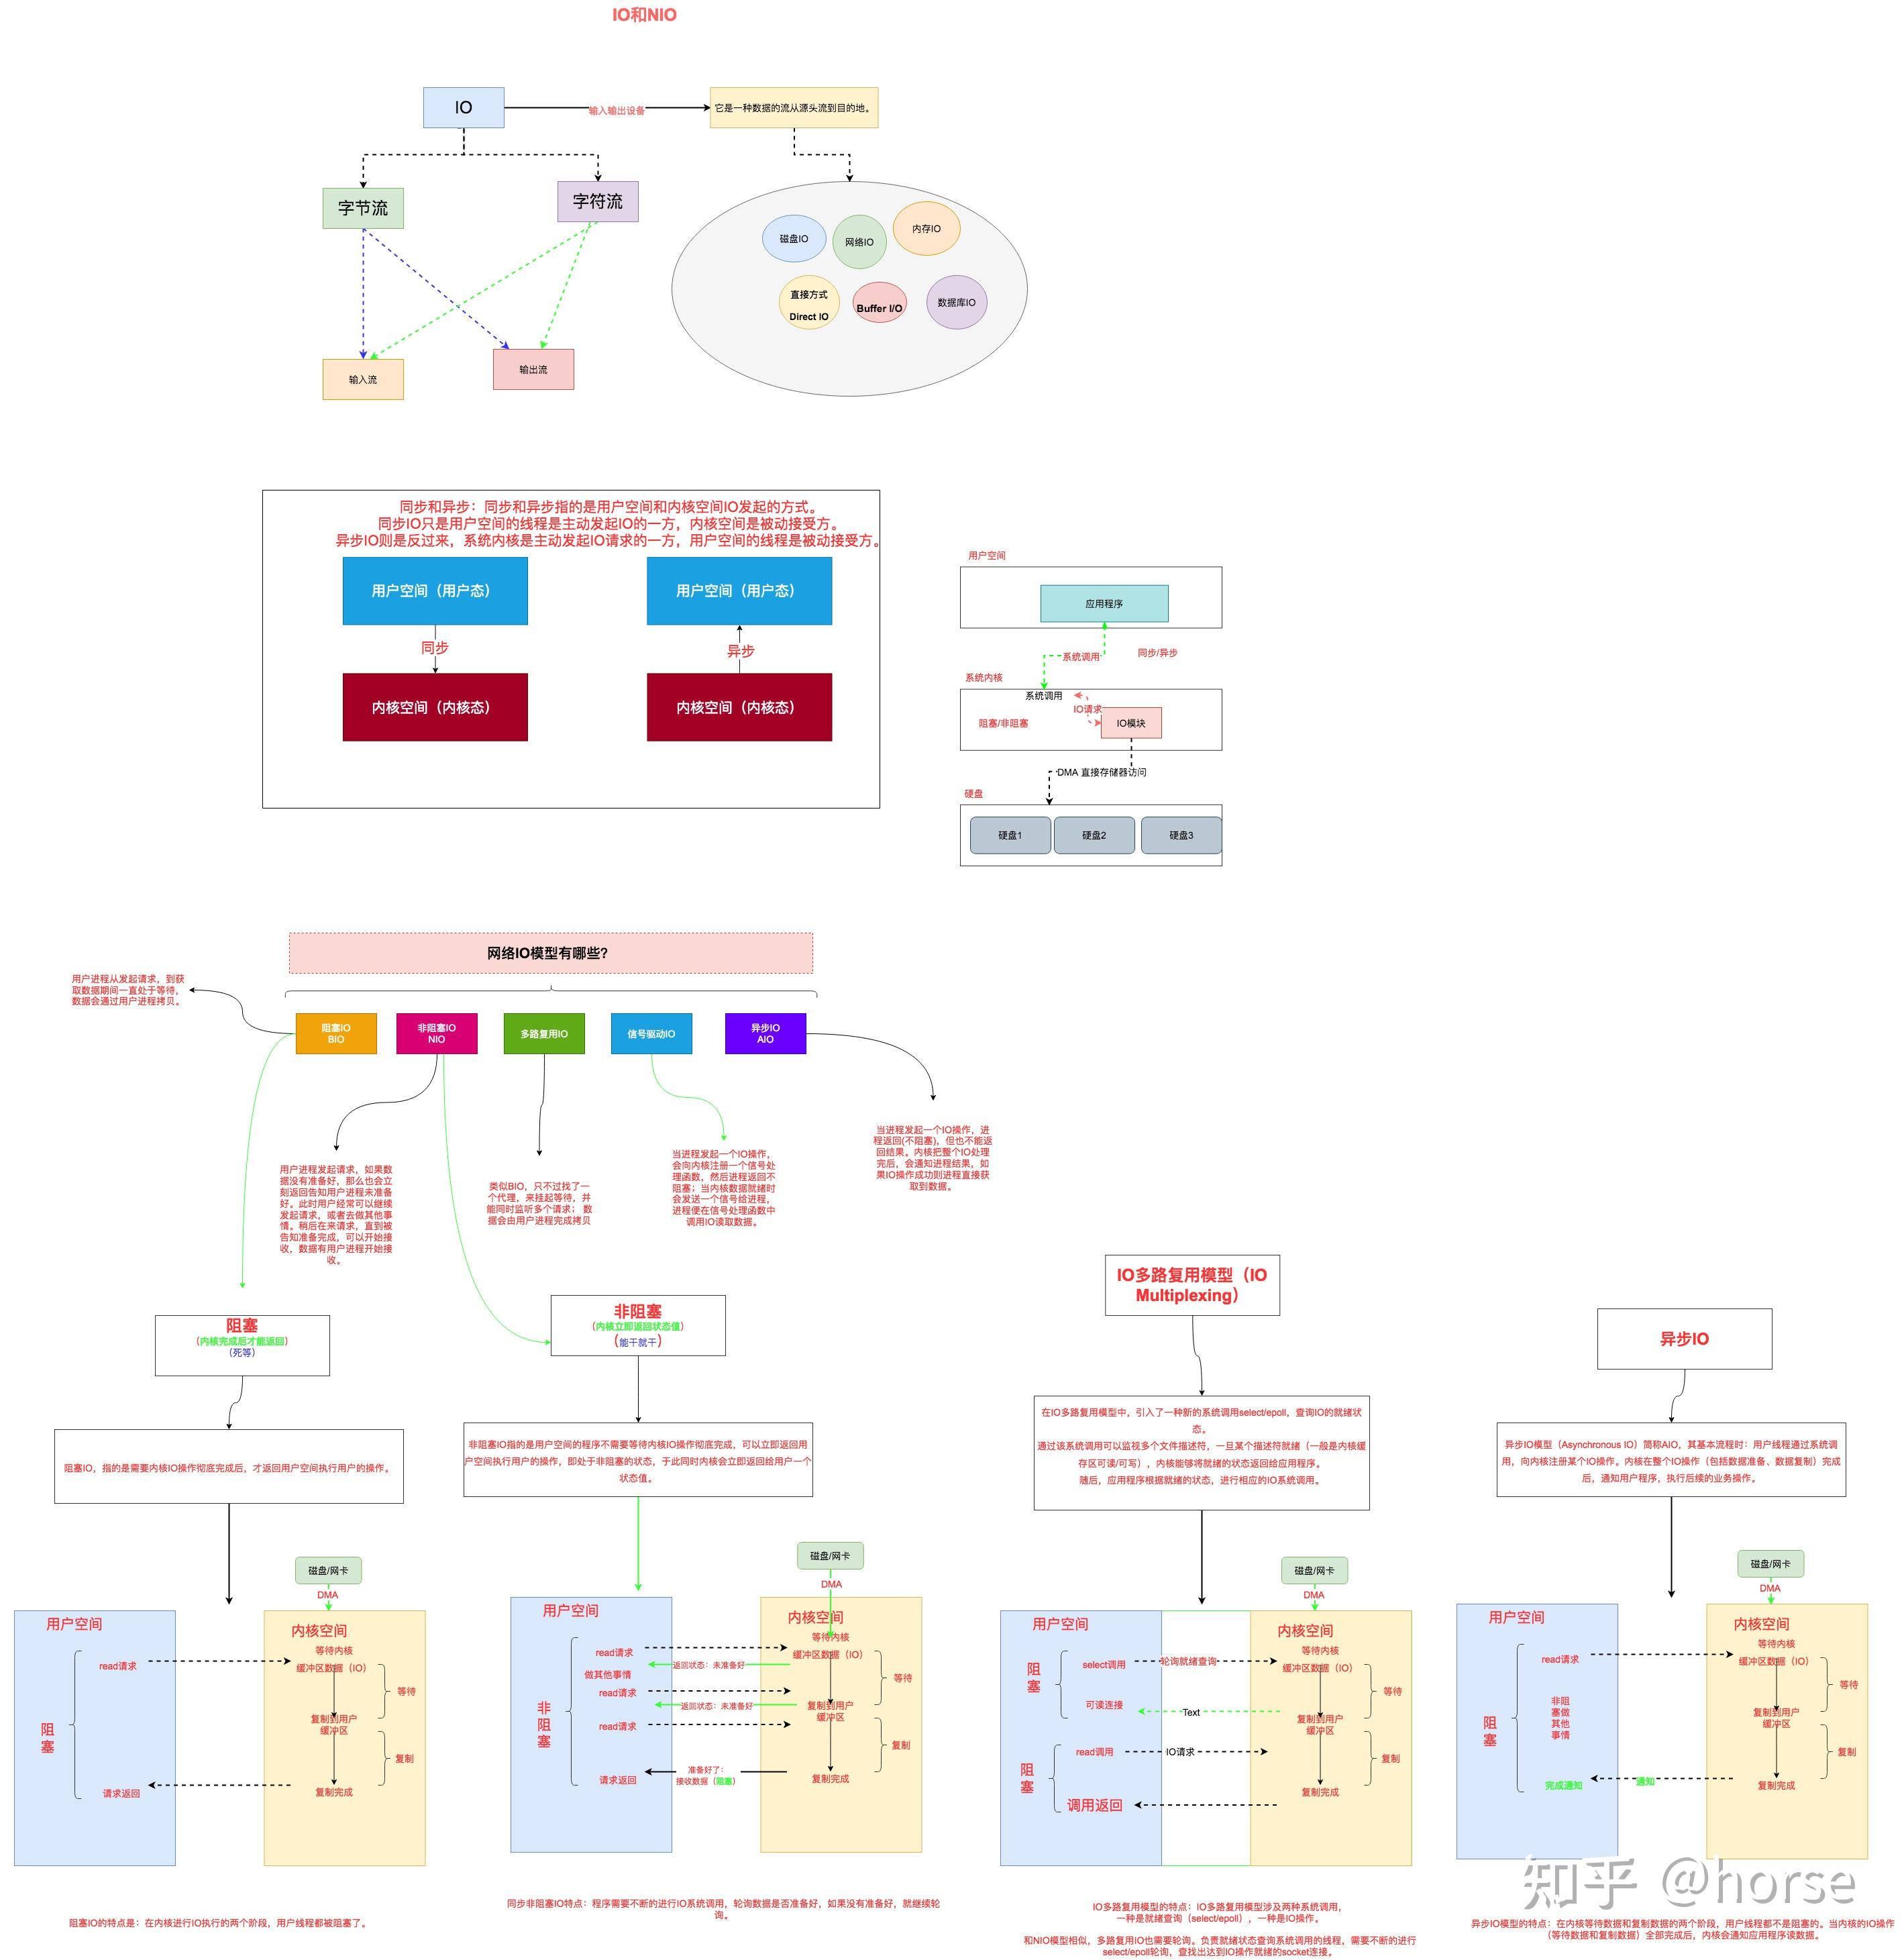 IO和NIO
IO
输入输出设备
它是一种数据的流从源头流到目的地。
字节流
字符流
输入流
输出流
磁盘IO
网络IO
内存IO
直接方式
Direct IO
Buffer I/O
数据库IO
同步和异步：同步和异步指的是用户空间和内核空间IO发起的方式。
同步IO只是用户空间的线程是主动发起IO的一方，内核空间是被动接受方。
异步IO则是反过来，系统内核是主动发起IO请求的一方，用户空间的线程是被动接受方。
用户空间（用户态）
同步
内核空间（内核态）
用户空间（用户态）
异步
内核空间（内核态）
用户空间
应用程序
系统调用
同步/异步
系统内核
系统调用
IO请求
阻塞/非阻塞
IO模块
DMA 直接存储器访问
硬盘
硬盘1
硬盘2
硬盘3
网络IO模型有哪些？
用户进程从发起请求，到获
取数据期间一直处于等待，
数据会通过用户进程拷贝。
阻塞IO
BIO
非阻塞IO
NIO
多路复用IO
信号驱动IO
异步IO
AIO
用户进程发起请求，如果数
据没有准备好，那么也会立
刻返回告知用户进程未准备
好。此时用户经常可以继续
发起请求，或者去做其他事
情。稍后在来请求，直到被
告知准备完成，可以开始接
收，数据有用户进程开始接
收。
类似BIO，只不过找了一
个代理，来挂起等待，并
能同时监听多个请求； 数
据会由用户进程完成拷贝
当进程发起一个IO操作，
会向内核注册一个信号处
理函数，然后进程返回不
阻塞；当内核数据就绪时
会发送一个信号给进程，
进程便在信号处理函数中
调用IO读取数据。
当进程发起一个IO操作，进
程返回(不阻塞)，但也不能返
回结果。内核把整个IO处理
完后，会通知进程结果，如
果IO操作成功则进程直接获
取到数据。
阻塞
（内核完成后才能返回）
（死等）
阻塞IO，指的是需要内核IO操作彻底完成后，才返回用户空间执行用户的操作。
磁盘/网卡
DMA
用户空间
内核空间
等待内核
缓冲区数据（IO）
read请求
等待
复制到用户
缓冲区
阻
塞
复制
请求返回
复制完成
阻塞IO的特点是：在内核进行IO执行的两个阶段，用户线程都被阻塞了。
非阻塞
（内核立即返回状态值）
（能干就干）
非阻塞IO指的是用户空间的程序不需要等待内核IO操作彻底完成，可以立即返回用
户空间执行用户的操作，即处于非阻塞的状态，于此同时内核会立即返回给用户一个
状态值。
磁盘/网卡
DMA
用户空间
内核空间
等待内核
read请求
缓冲区数据（IO）
返回状态：未准备好
做其他事情
等待
read请求
返回状态：未准备好
复制到用户
缓冲区
非
阻
塞
read请求
复制
准备好了：
接收数据（阻塞）
请求返回
复制完成
同步非阻塞IO特点：程序需要不断的进行IO系统调用，轮询数据是否准备好，如果没有准备好，就继续轮
询。
IO多路复用模型（IO
Multiplexing）
在IO多路复用模型中，引入了一种新的系统调用select/epoll，查询IO的就绪状
态。
通过该系统调用可以监视多个文件描述符，一旦某个描述符就绪（一般是内核缓
存区可读/可写），内核能够将就绪的状态返回给应用程序。
随后，应用程序根据就绪的状态，进行相应的IO系统调用。
磁盘/网卡
DMA
用户空间
内核空间
等待内核
缓冲区数据（IO）
阻
塞
select调用
轮询就绪查询
等待
可读连接
Text
复制到用户
缓冲区
read调用
IO请求
复制
阻
塞
复制完成
调用返回
IO多路复用模型的特点：IO多路复用模型涉及两种系统调用，
一种是就绪查询（select/epoll），一种是IO操作。
和NIO模型相似，多路复用IO也需要轮询。负责就绪状态查询系统调用的线程，需要不断的进行
select/epoll轮询，查找出达到IO操作就绪的socket连接。
异步IO
异步IO模型（Asynchronous IO）简称AIO，其基本流程时：用户线程通过系统调
用，向内核注册某个IO操作。内核在整个IO操作（包括数据准备、数据复制）完成
后，通知用户程序，执行后续的业务操作。
磁盘/网卡
DMA
用户空间
内核空间
等待内核
缓冲区数据（IO）
read请求
等待
非阻
塞做
其他
事情
复制到用户
缓冲区
阻
塞
复制
完成通知
通知
复制完成
知乎 @horse
异步IO模型的特点：在内核等待数据和复制数据的两个阶段，用户线程都不是阻塞的。当内核的IO操作
（等待数据和复制数据）全部完成后，内核会通知应用程序读数据。